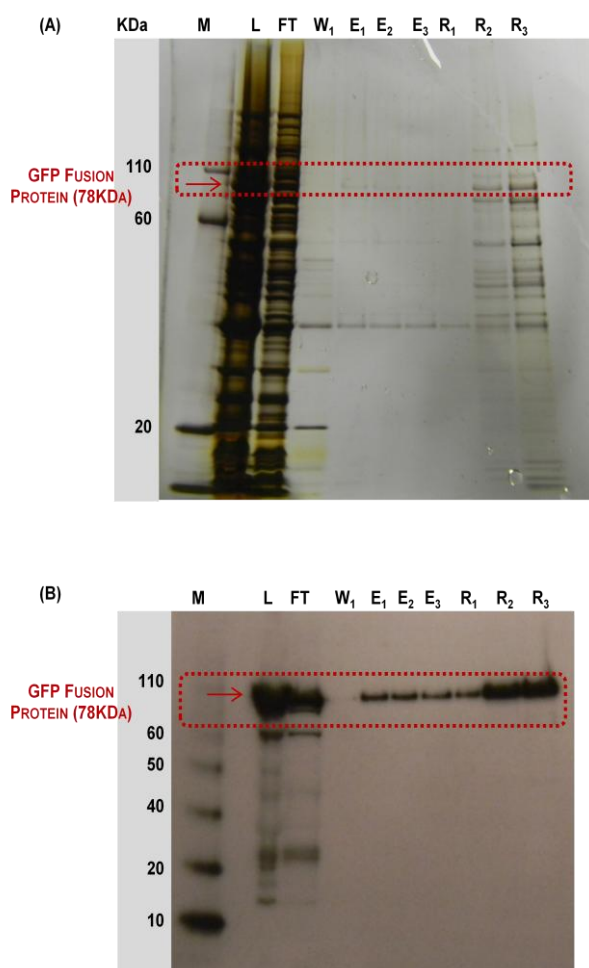 (A)
KDa M L FT W1 E1 E2 E3 R1 R2 R3
110
GFP FUSION
PROTEIN (78KDA)
60
20
(B)
M L FT W1 E1 E2 E3 R1 R2 R3
110
GFP FUSION
PROTEIN (78KDA)
60
50
40
20
10